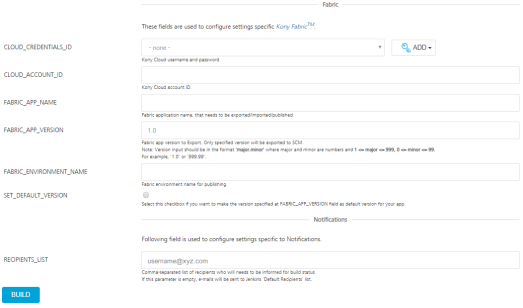 Fabric
These fields are used to configure settings specific Kony Fabric™.
CLOUD_CREDENTIALS_ID
- none -
ADD
Kony Cloud username and password.
CLOUD_ACCOUNT_ID
Kony Cloud account ID.
FABRIC_APP_NAME
Fabric application name, that needs to be exported/imported/published.
FABRIC_APP_VERSION
1.0
Fabric app version to Export. Only specified version will be exported to SCM.
Note: Version input should be in the format 'major.minor' where major and minor are numbers and 1 <= major <= 999, 0 <= minor <= 99.
For example, '1.0' or '999.99'.
FABRIC_ENVIRONMENT_NAME
Fabric environment name for publishing
SET_DEFAULT_VERSION
Select this checkbox if you want to make the version specified at FABRIC_APP_VERSION field as default version for your app.
Notifications
Following field is used to configure settings specific to Notifications.
RECIPIENTS_LIST
username@xyz.com
Comma-separated list of recipients who will needs to be informed for build status.
If this parameter is empty, e-mails will be sent to Jenkins 'Default Recipients' list.
BUILD